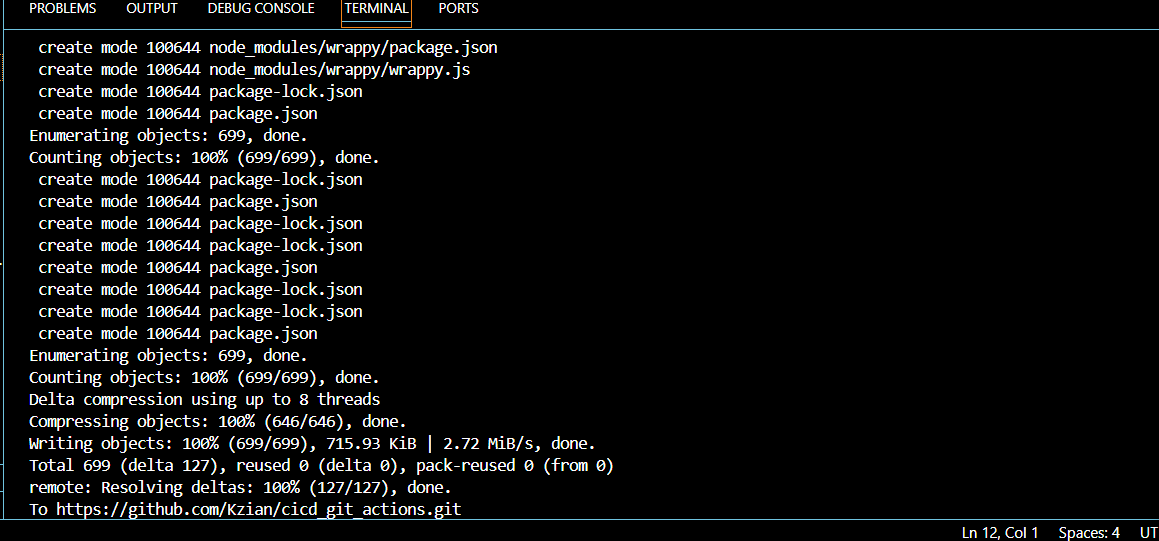 PROBLEMS OUTPUT DEBUG CONSOLE TERMINAL PORTS
create mode 100644 node_modules/wrappy/package.json
create mode 100644 node_modules/wrappy/wrappy.js
create mode 100644 package-lock.json
create mode 100644 package.json
Enumerating objects: 699, done.
Counting objects: 100% (699/699), done.
create mode 100644 package-lock.json
create mode 100644 package.json
create mode 100644 package-lock.json
create mode 100644 package-lock.json
create mode 100644 package.json
create mode 100644 package-lock.json
create mode 100644 package-lock.json
create mode 100644 package.json
Enumerating objects: 699, done.
Counting objects: 100% (699/699), done.
Delta compression using up to 8 threads
Compressing objects: 100% (646/646), done.
Writing objects: 100% (699/699), 715.93 KiB | 2.72 MiB/s, done.
Total 699 (delta 127), reused 0 (delta 0), pack-reused 0 (from 0)
remote: Resolving deltas: 100% (127/127), done.
To https://github.com/Kzian/cicd_git_actions.git
Ln 12, Col 1 Spaces: 4 UT